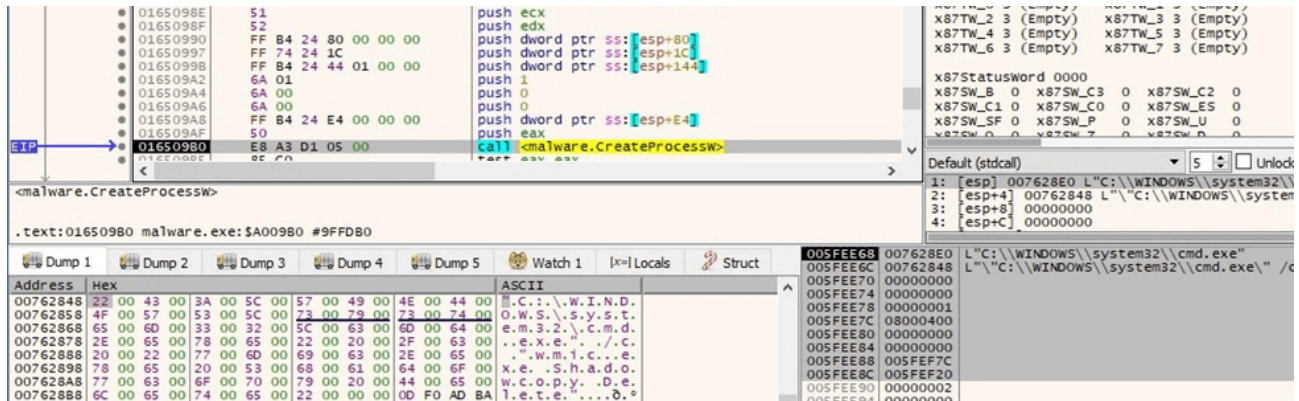 0165098E 51 push ecx
0165098F 52 push edx
01650990 FF B4 24 80 00 00 00 push dword ptr ss:[esp+80]
01650997 FF 74 24 1C push dword ptr ss:[esp+1C]
0165099B FF B4 24 44 01 00 00 push dword ptr ss:[esp+144]
016509A2 6A 01 push 1
016509A4 6A 00 push 0
016509A6 6A 00 push 0
016509A8 FF B4 24 E4 00 00 00 push dword ptr ss:[esp+E4]
016509AF 50 push eax
EIP 016509B0 E8 A3 D1 05 00 call <malware.CreateProcessW>
x87TW_2 3 (Empty) x87TW_3 3 (Empty)
x87TW_4 3 (Empty) x87TW_5 3 (Empty)
x87TW_6 3 (Empty) x87TW_7 3 (Empty)
x87StatusWord 0000
x87SW_B 0 x87SW_C3 0 x87SW_C2 0
x87SW_C1 0 x87SW_C0 0 x87SW_ES 0
x87SW_SF 0 x87SW_P 0 x87SW_U 0
Default (stdcall) 5 Unlock
1: [esp] 007628E0 L"C:\\WINDOWS\\system32\\
2: [esp+4] 00762848 L"\"C:\\WINDOWS\\system
3: [esp+8] 00000000
4: [esp+C] 00000000
<malware.CreateProcessW>
.text:016509B0 malware.exe:$A009B0 #9FFDB0
Dump 1 Dump 2 Dump 3 Dump 4 Dump 5 Watch 1 [x=] Locals Struct
Address Hex ASCII
00762848 22 00 43 00 3A 00 5C 00 57 00 49 00 4E 00 44 00 ".C.:.\.W.I.N.D.
00762858 4F 00 57 00 53 00 5C 00 73 00 79 00 73 00 74 00 O.W.S.\.s.y.s.t.
00762868 65 00 6D 00 33 00 32 00 5C 00 63 00 6D 00 64 00 e.m.3.2.\.c.m.d.
00762878 2E 00 65 00 78 00 65 00 22 00 20 00 2F 00 63 00 ..e.x.e.". ./.c.
00762888 20 00 22 00 77 00 6D 00 69 00 63 00 2E 00 65 00  .".w.m.i.c...e.
00762898 78 00 65 00 20 00 53 00 68 00 61 00 64 00 6F 00 x.e. .S.h.a.d.o.
007628A8 77 00 63 00 6F 00 70 00 79 00 20 00 44 00 65 00 w.c.o.p.y. .D.e.
007628B8 6C 00 65 00 74 00 65 00 22 00 00 00 0D F0 AD BA l.e.t.e."....ð.º
005FEE68 007628E0 L"C:\\WINDOWS\\system32\\cmd.exe"
005FEE6C 00762848 L"\"C:\\WINDOWS\\system32\\cmd.exe\" /c
005FEE70 00000000
005FEE74 00000000
005FEE78 00000001
005FEE7C 08000400
005FEE80 00000000
005FEE84 00000000
005FEE88 005FEF7C
005FEE8C 005FEF20
005FEE90 00000002